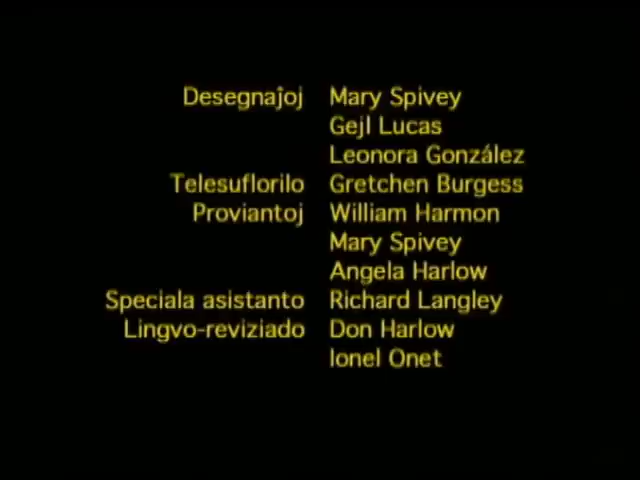 Desegnaĵoj Mary Spivey
Gejl Lucas
Leonora González
Telesuflorilo Gretchen Burgess
Proviantoj William Harmon
Mary Spivey
Angela Harlow
Speciala asistanto Richard Langley
Lingvo-reviziado Don Harlow
Ionel Oneţ